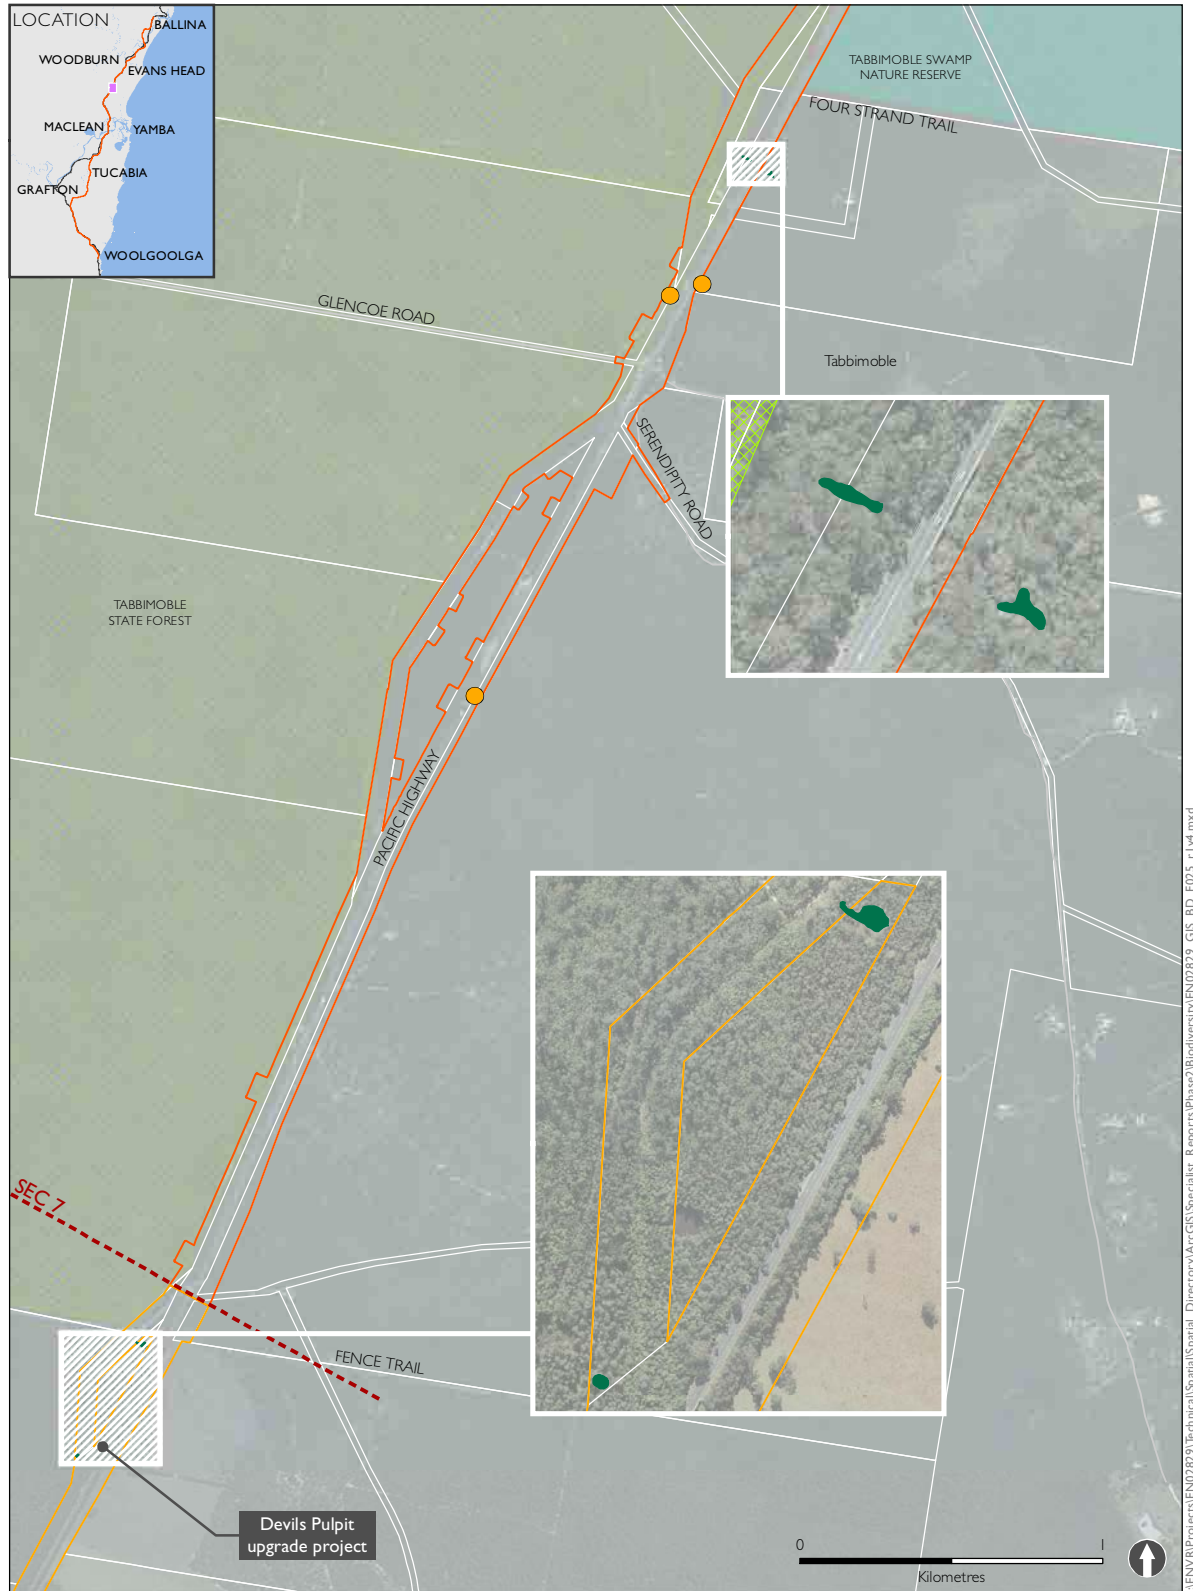 LOCATION
BALLINA
WOODBURN
EVANS HEAD
MACLEAN
YAMBA
TUCABIA
GRAFTON
WOOLGOOLGA
TABBIMOBLE SWAMP
NATURE RESERVE
FOUR STRAND TRAIL
GLENCOE ROAD
Tabbimoble
SERENDIPITY ROAD
TABBIMOBLE
STATE FOREST
PACIFIC HIGHWAY
SEC 7
FENCE TRAIL
Devils Pulpit
upgrade project
0 1
Kilometres